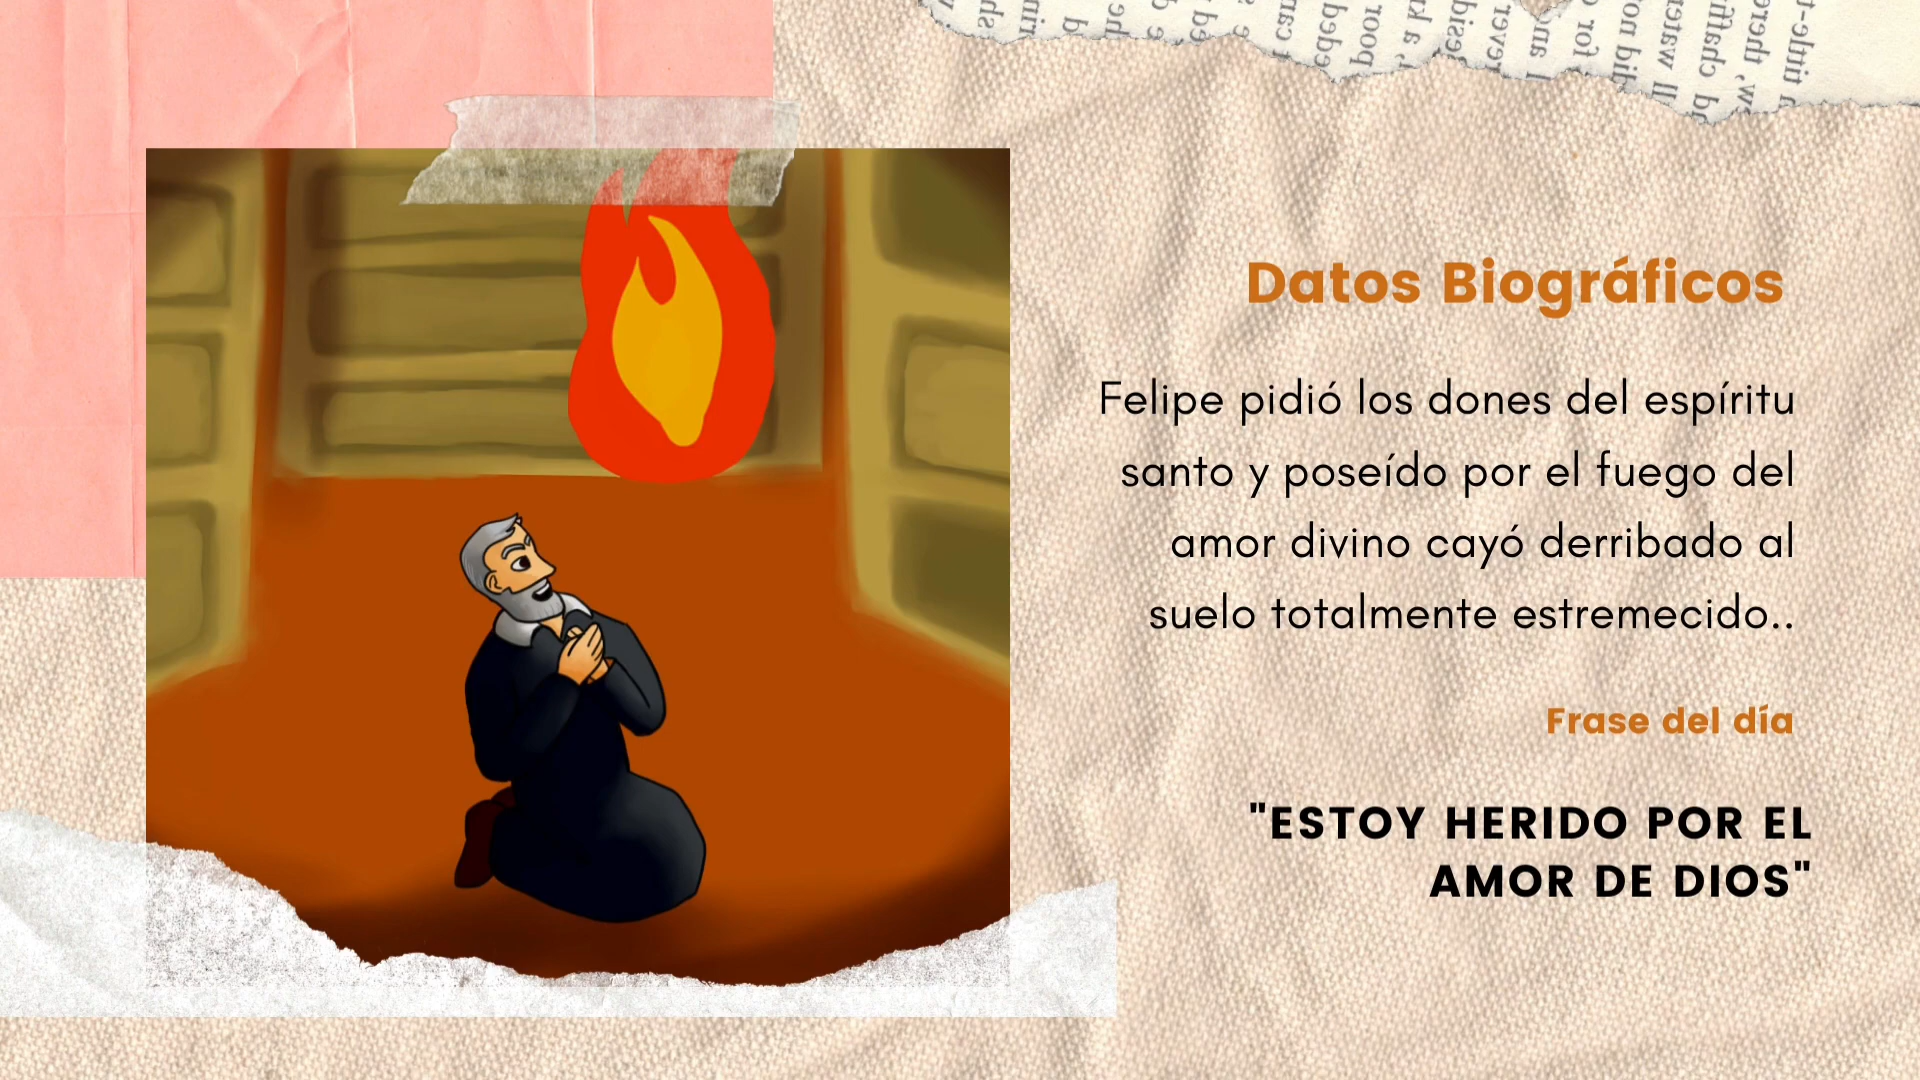 Datos Biográficos
Felipe pidió los dones del espíritu
santo y poseído por el fuego del
amor divino cayó derribado al
suelo totalmente estremecido..
Frase del día
"ESTOY HERIDO POR EL
AMOR DE DIOS"